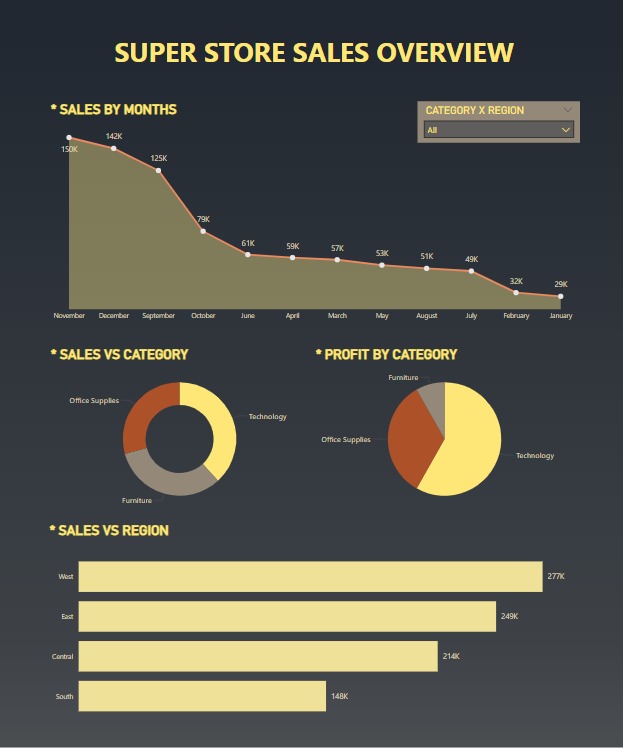 SUPER STORE SALES OVERVIEW
* SALES BY MONTHS
CATEGORY X REGION
All
150K
142K
125K
79K
61K
59K
57K
53K
51K
49K
32K
29K
November December September October June April March May August July February January
* SALES VS CATEGORY
Office Supplies
Technology
Furniture
* PROFIT BY CATEGORY
Furniture
Office Supplies
Technology
* SALES VS REGION
West 277K
East 249K
Central 214K
South 148K